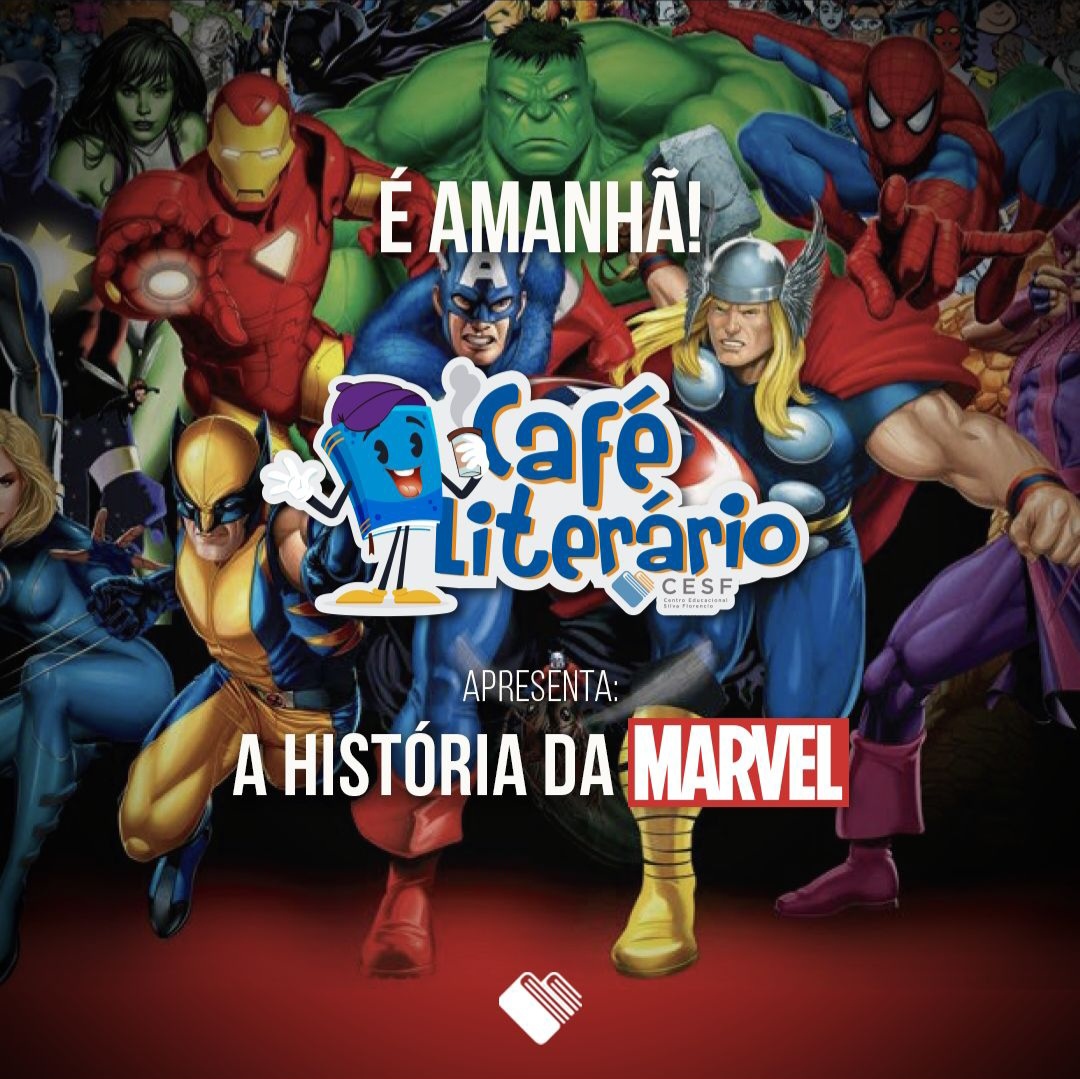 É AMANHÃ!
A
Café
Literário
CESF
Centro Educacional
Silva Florencio
APRESENTA:
A HISTÓRIA DA MARVEL